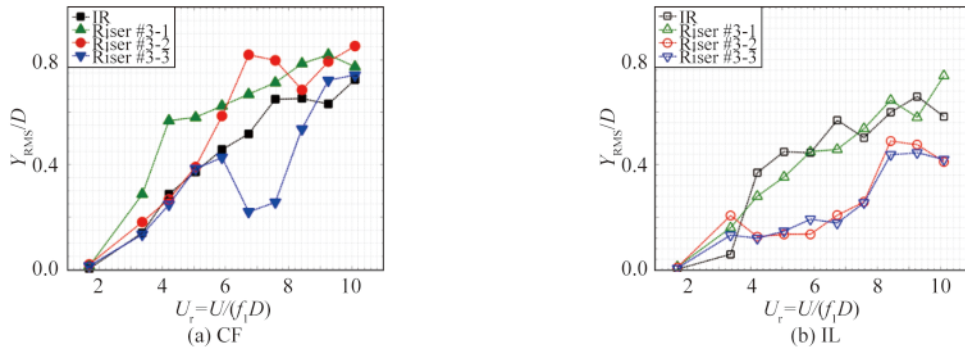 IR
Riser #3-1
Riser #3-2
Riser #3-3
0.8
0.4
0.0
Y_RMS/D
2 4 6 8 10
U_r=U/(f_1D)
(a) CF
IR
Riser #3-1
Riser #3-2
Riser #3-3
0.8
0.4
0.0
Y_RMS/D
2 4 6 8 10
U_r=U/(f_1D)
(b) IL